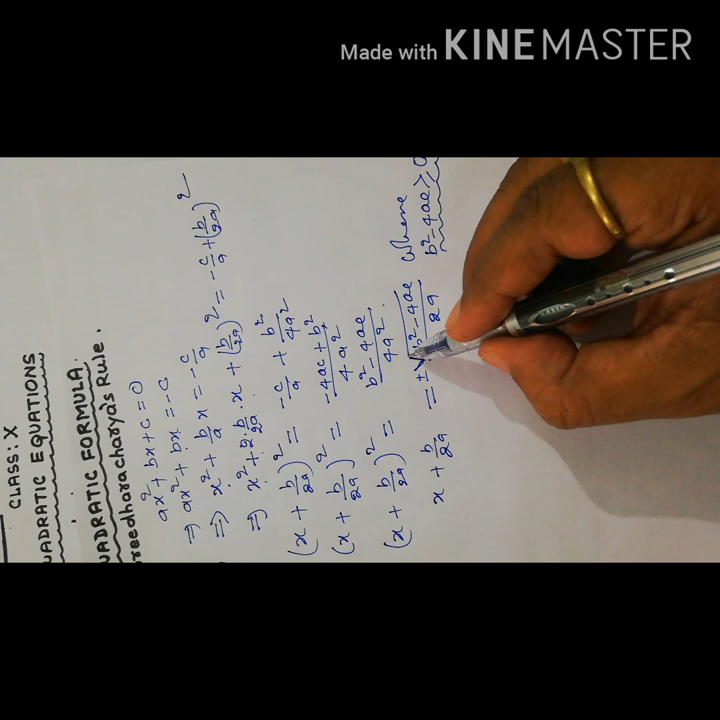 Made with KINEMASTER
CLASS: X
UADRATIC EQUATIONS
UADRATIC FORMULA.
reedharacharya's Rule.
ax² + bx + c = 0
⇒ ax² + bx = -c
⇒ x² + b/a x = -c/a
⇒ x² + 2·b/2a·x + (b/2a)² = -c/a + (b/2a)²
(x + b/2a)² = -c/a + b²/4a²
(x + b/2a)² = -4ac + b²/4a²
(x + b/2a)² = b² - 4ac/4a².
x + b/2a = ±√b² - 4ac/2a where
b² - 4ac ≥ 0